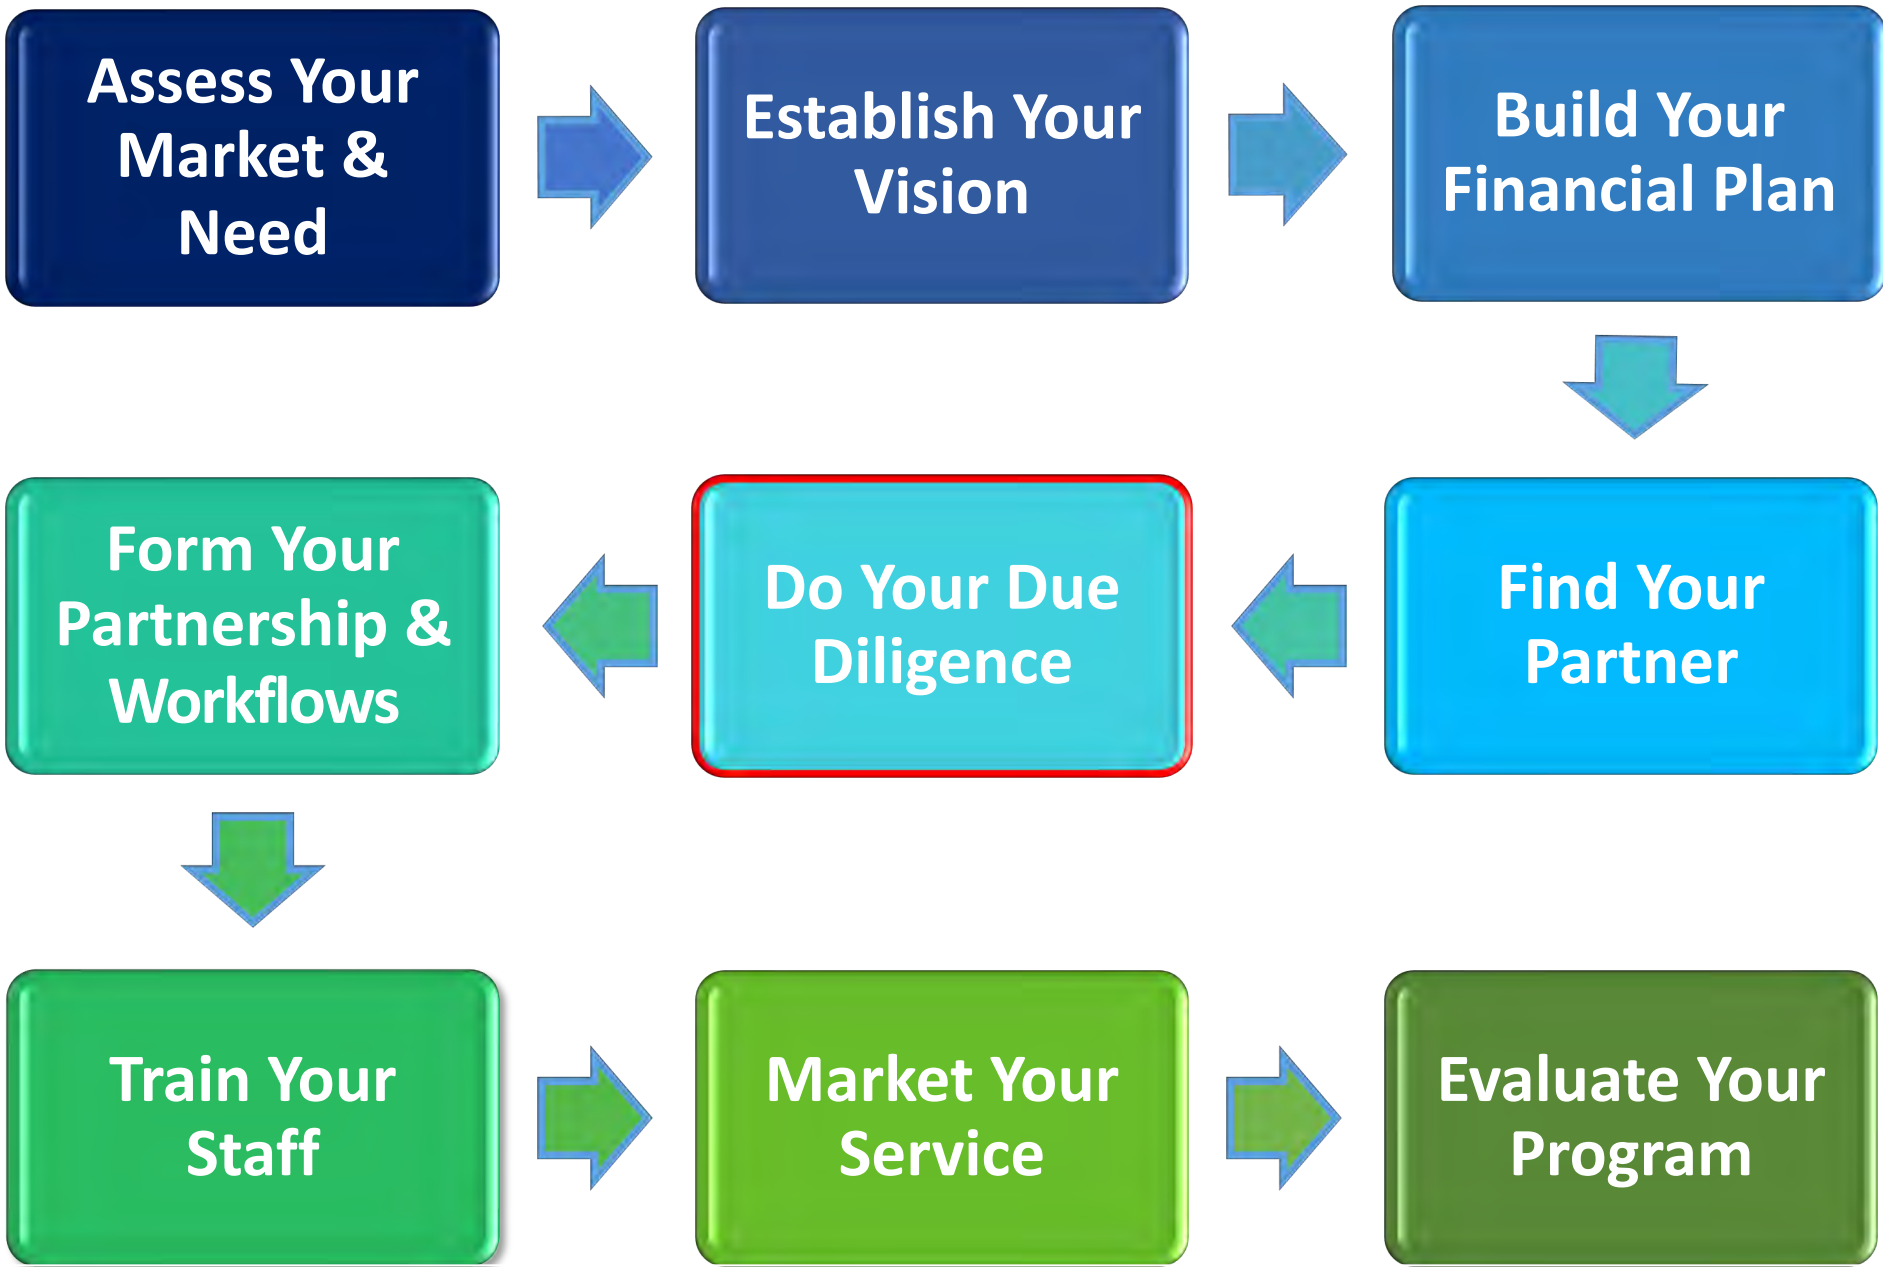 Assess Your
Market &
Need
Establish Your
Vision
Build Your
Financial Plan
Find Your
Partner
Do Your Due
Diligence
Form Your
Partnership &
Workflows
Train Your
Staff
Market Your
Service
Evaluate Your
Program